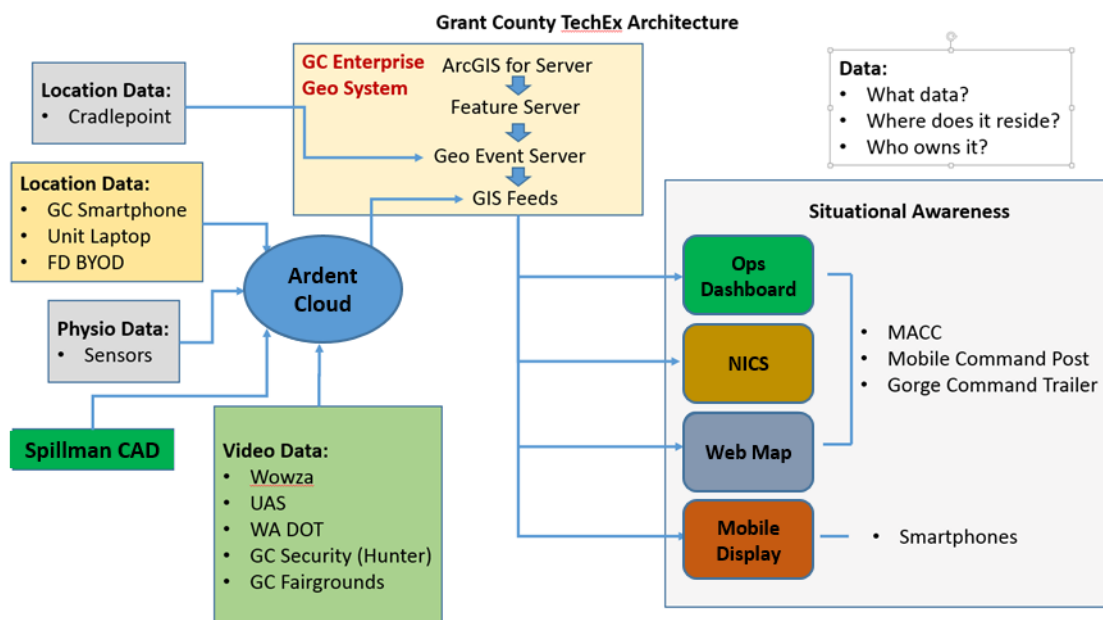 Grant County TechEx Architecture
GC Enterprise
Geo System
ArcGIS for Server
Feature Server
Geo Event Server
GIS Feeds
Data:
• What data?
• Where does it reside?
• Who owns it?
Location Data:
• Cradlepoint
Location Data:
• GC Smartphone
• Unit Laptop
• FD BYOD
Physio Data:
• Sensors
Spillman CAD
Ardent
Cloud
Video Data:
• Wowza
• UAS
• WA DOT
• GC Security (Hunter)
• GC Fairgrounds
Situational Awareness
Ops
Dashboard
NICS
Web Map
Mobile
Display
• MACC
• Mobile Command Post
• Gorge Command Trailer
• Smartphones